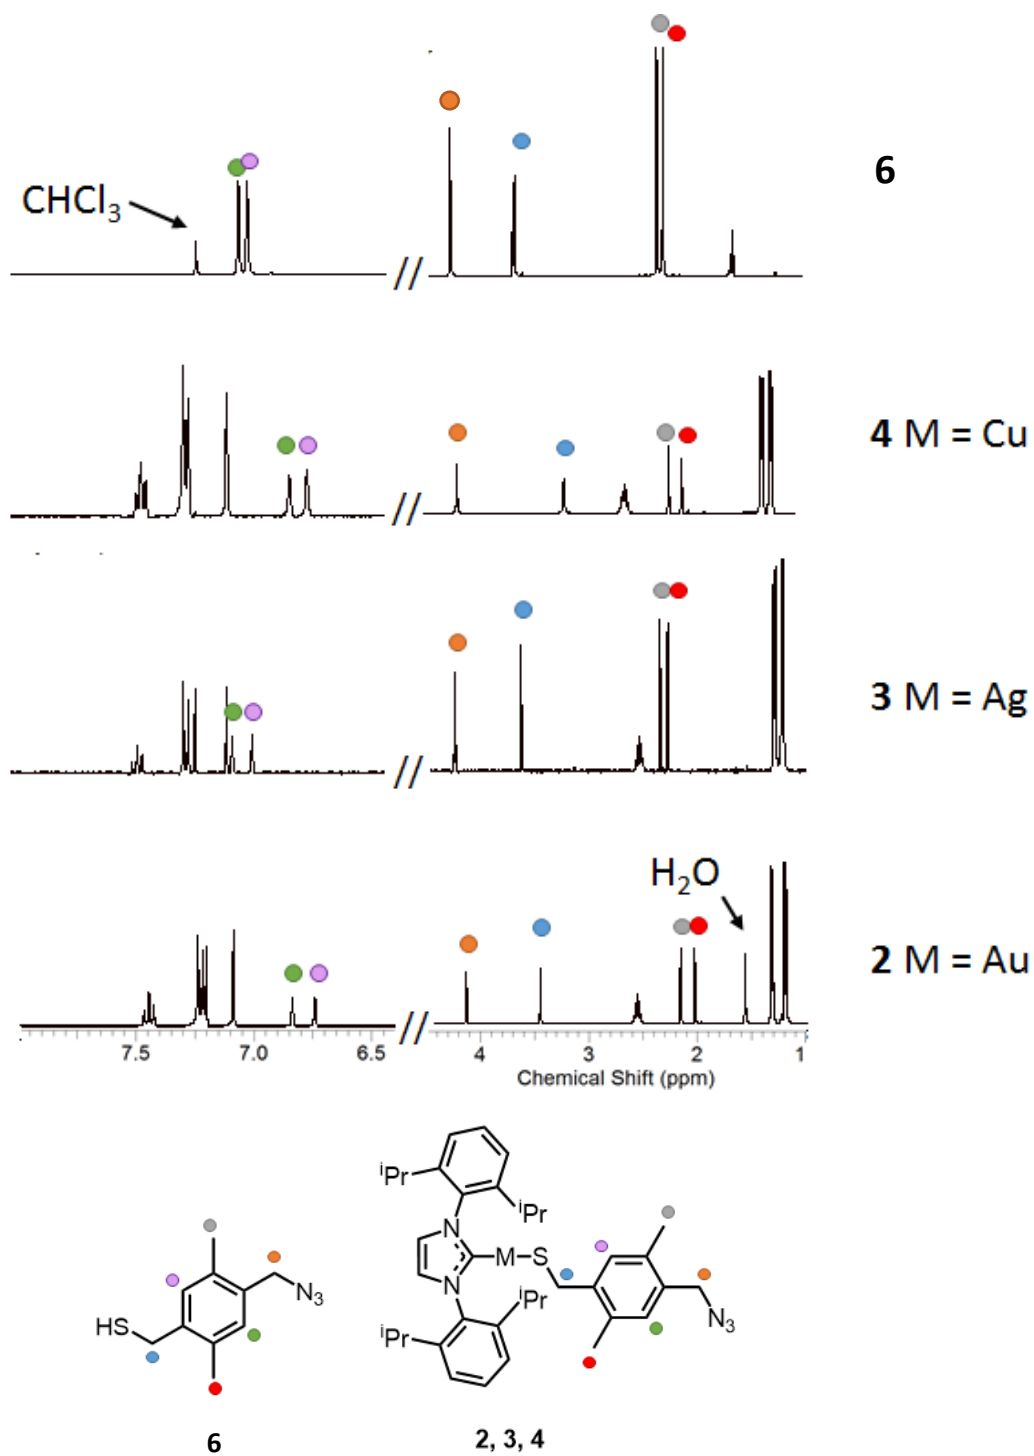 6
CHCl₃
//
4 M = Cu
//
3 M = Ag
//
H₂O
2 M = Au
//
7.5 7.0 6.5 4 3 2 1
Chemical Shift (ppm)
ⁱPr
ⁱPr
N
M S
N
N₃
HS
ⁱPr
ⁱPr
N₃
6
2, 3, 4